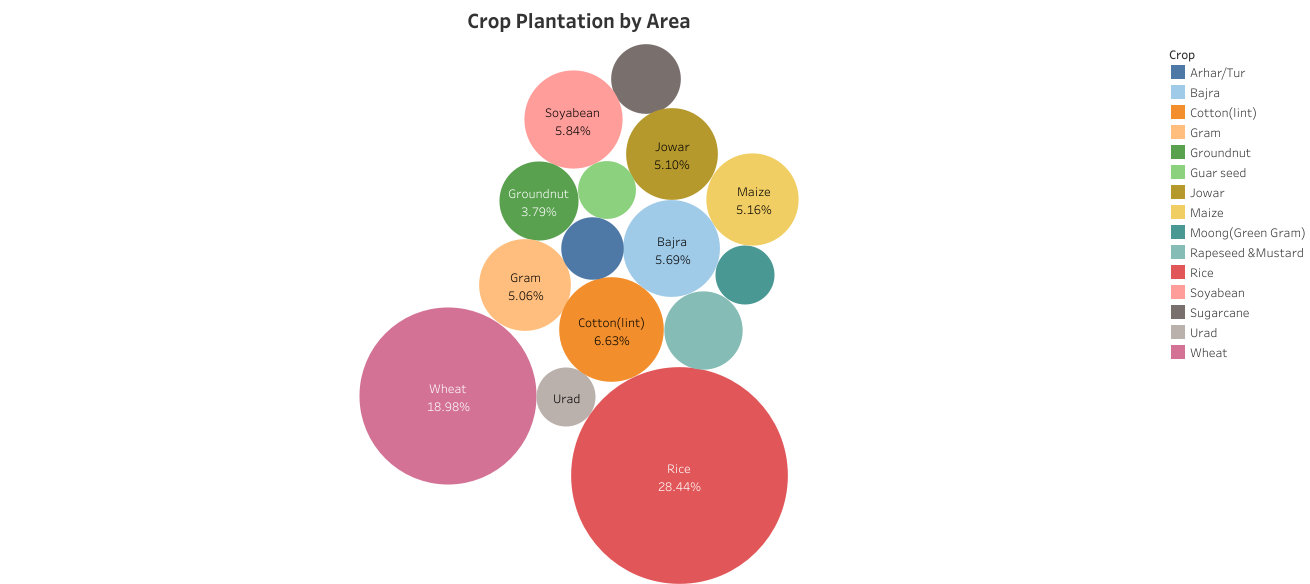 Crop Plantation by Area
Soyabean
5.84%
Jowar
5.10%
Maize
5.16%
Groundnut
3.79%
Bajra
5.69%
Gram
5.06%
Cotton(lint)
6.63%
Wheat
18.98%
Urad
Rice
28.44%
Crop
Arhar/Tur
Bajra
Cotton(lint)
Gram
Groundnut
Guar seed
Jowar
Maize
Moong(Green Gram)
Rapeseed &Mustard
Rice
Soyabean
Sugarcane
Urad
Wheat